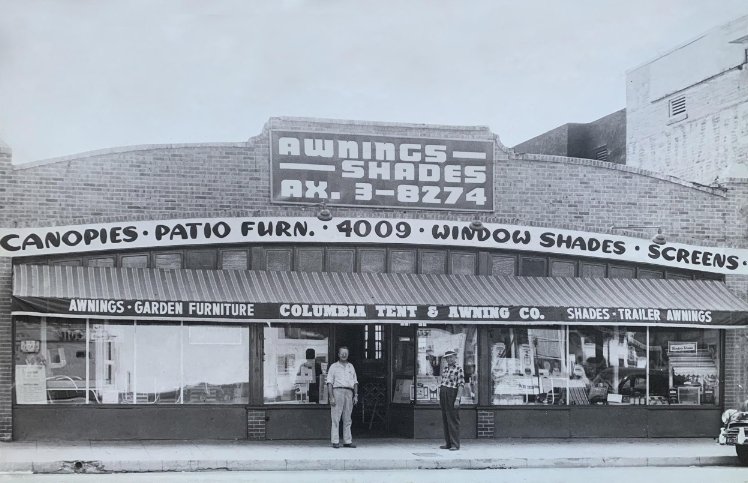 AWNINGS
SHADES
AX. 3-8274
CANOPIES · PATIO FURN. · 4009 · WINDOW SHADES · SCREENS ·
AWNINGS · GARDEN FURNITURE COLUMBIA TENT & AWNING CO. SHADES · TRAILER AWNINGS